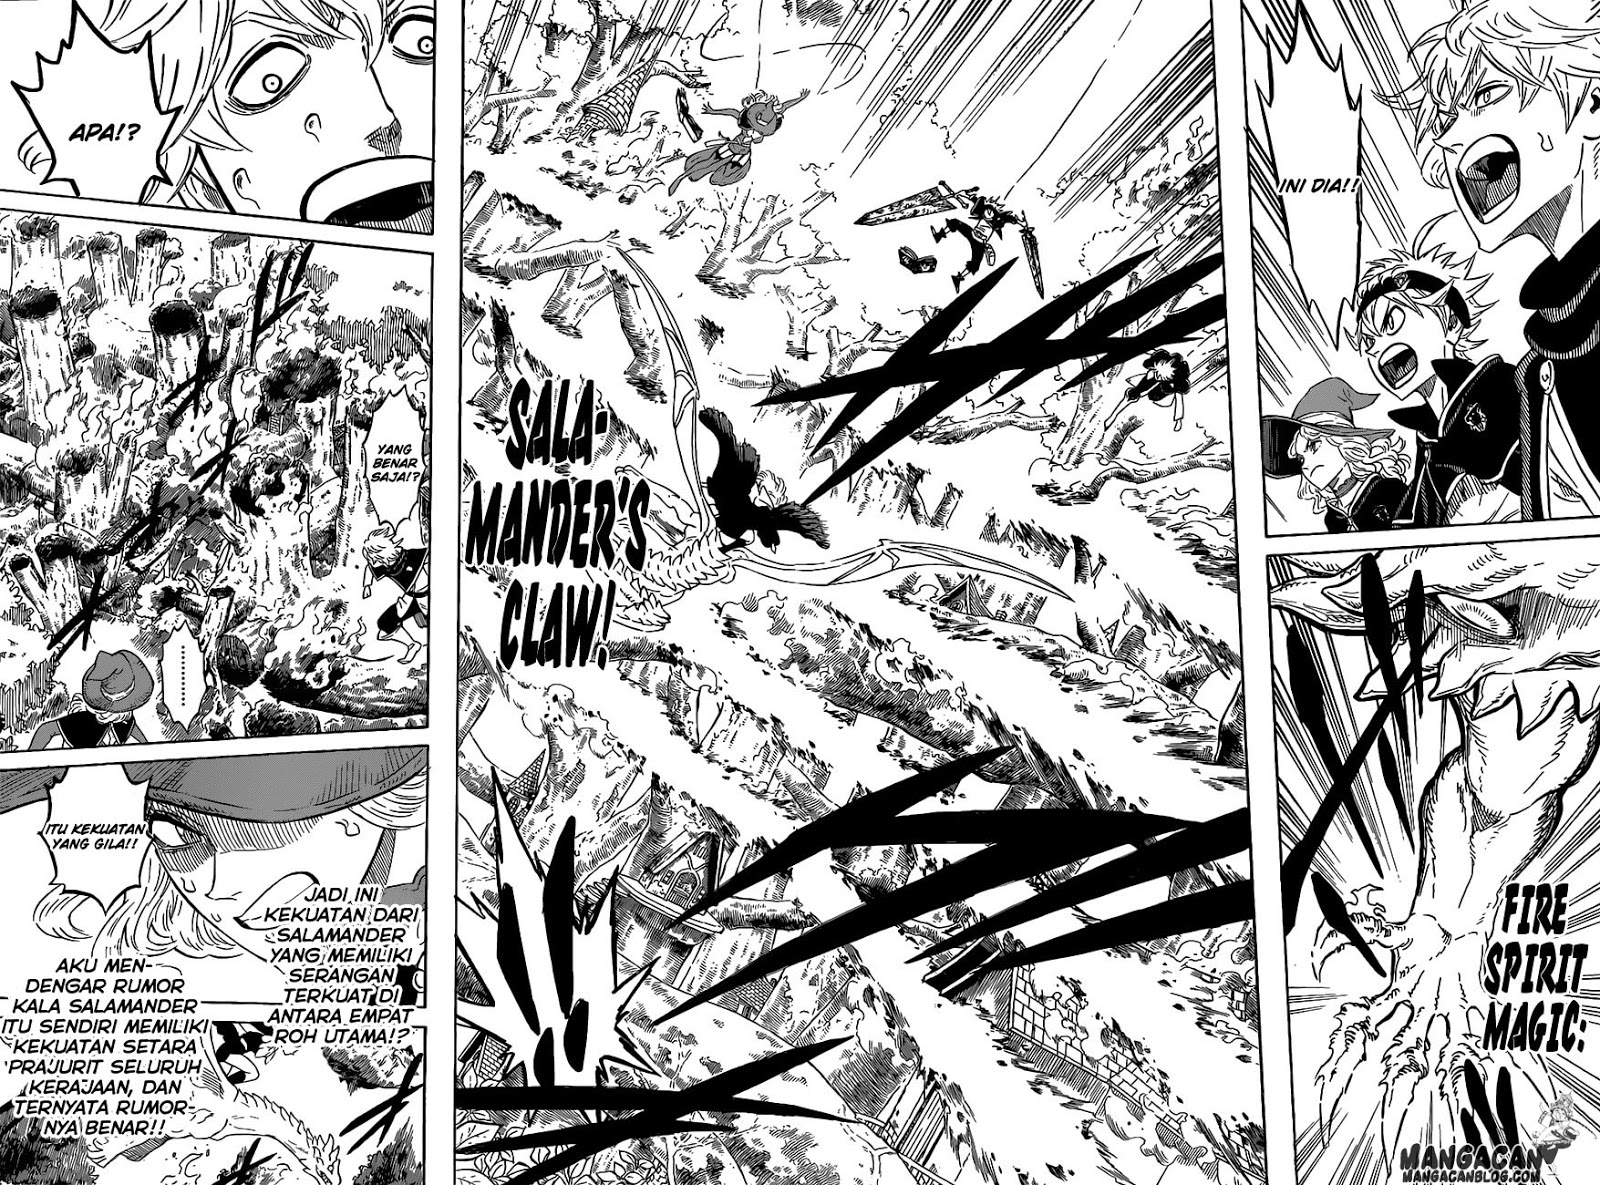 INI DIA!!
FIRE
SPIRIT
MAGIC:
SALA-
MANDER'S
CLAW!
APA!?
YANG
BENAR
SAJA!?
..........
ITU KEKUATAN
YANG GILA!!
JADI INI
KEKUATAN DARI
SALAMANDER
YANG MEMILIKI
SERANGAN
TERKUAT DI
ANTARA EMPAT
ROH UTAMA!?
AKU MEN-
DENGAR RUMOR
KALA SALAMANDER
ITU SENDIRI MEMILIKI
KEKUATAN SETARA
PRAJURIT SELURUH
KERAJAAN, DAN
TERNYATA RUMOR-
NYA BENAR!!
!!
MANGACAN
MANGACANBLOG.COM